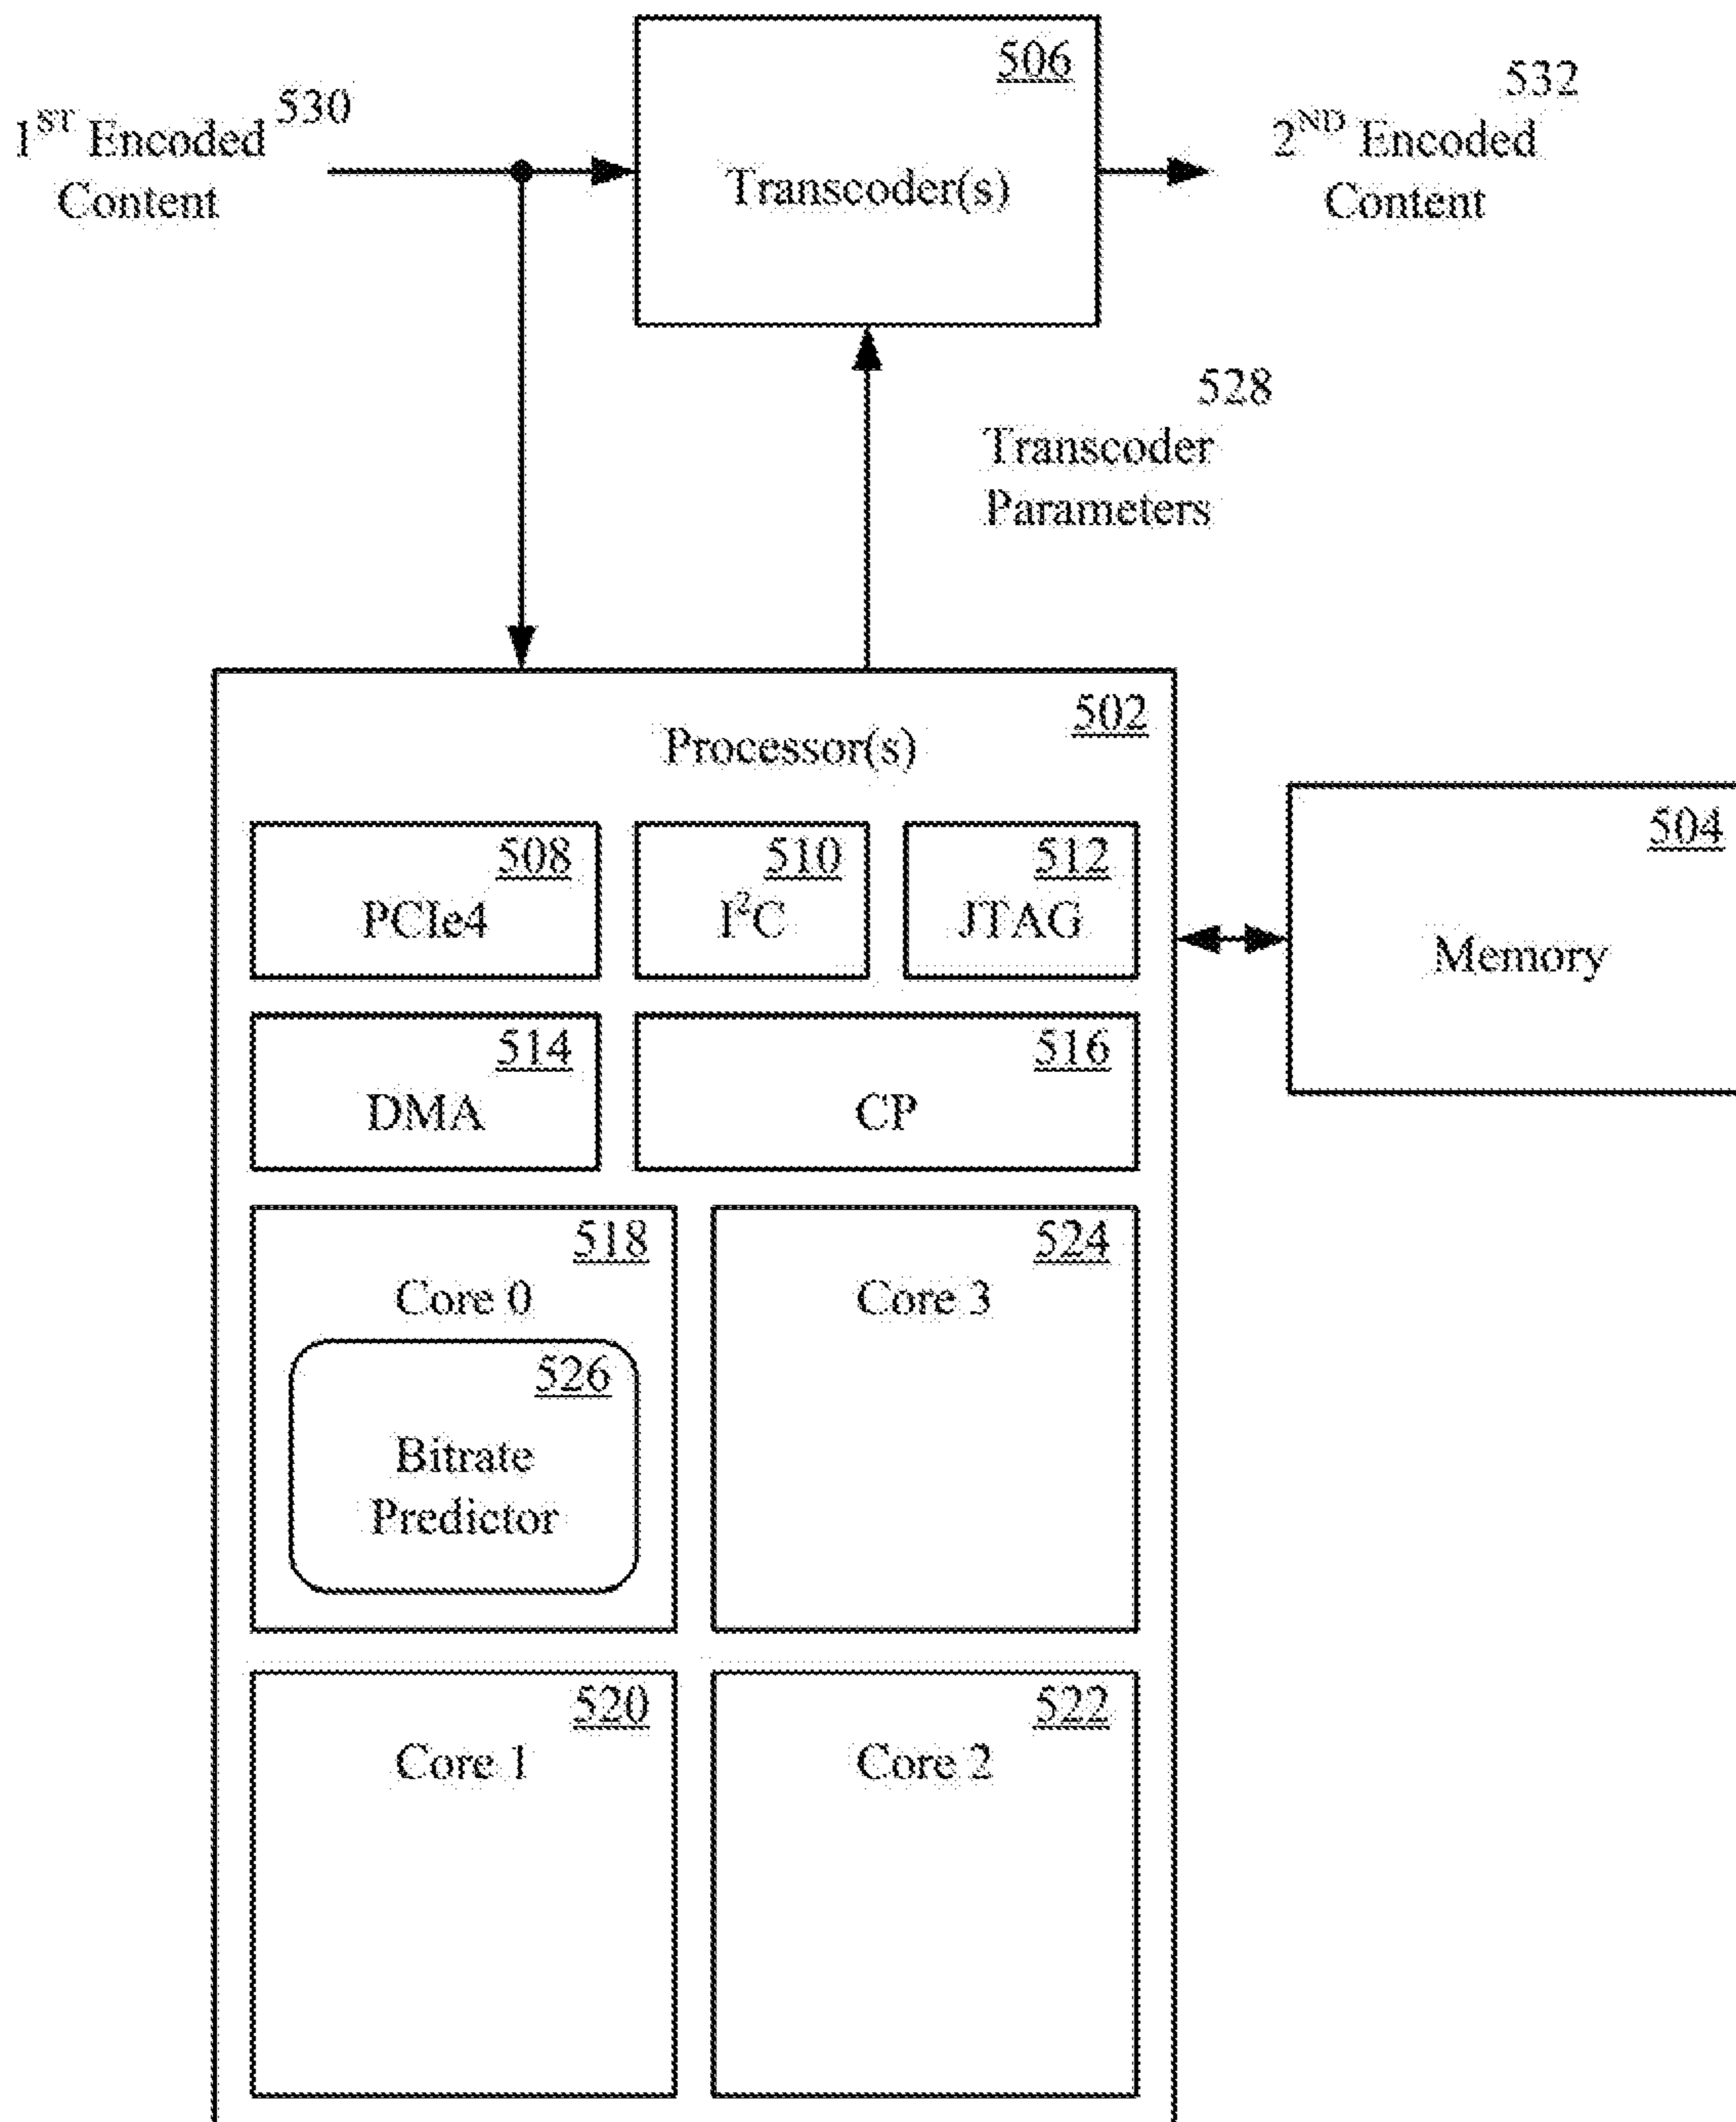 506
530
532
1ST Encoded
Content
Transcoder(s)
2ND Encoded
Content
528
Transcoder
Parameters
502
Processor(s)
508
PCIe4
510
I²C
512
JTAG
504
Memory
514
DMA
516
CP
518
Core 0
524
Core 3
526
Bitrate
Predictor
520
Core 1
522
Core 2